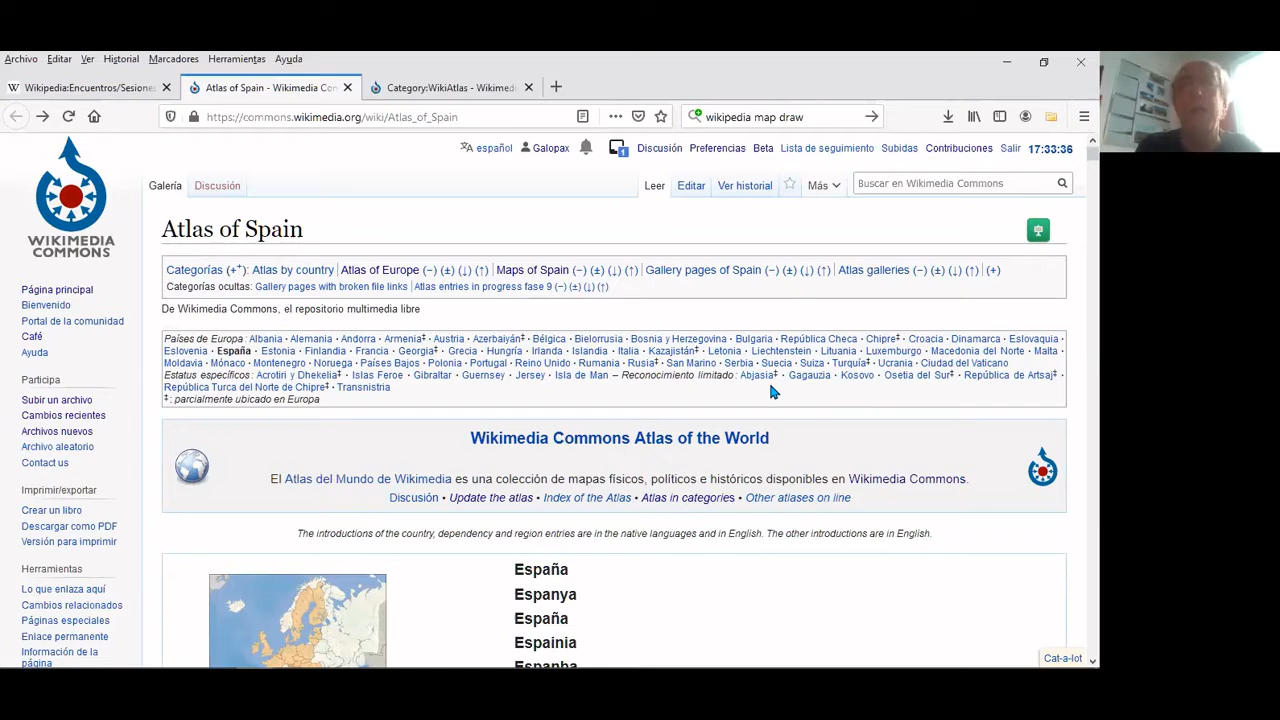 Archivo Editar Ver Historial Marcadores Herramientas Ayuda
Wikipedia:Encuentros/Sesione Atlas of Spain - Wikimedia Con Category:WikiAtlas - Wikimed
https://commons.wikimedia.org/wiki/Atlas_of_Spain wikipedia map draw
español Galopax 1 Discusión Preferencias Beta Lista de seguimiento Subidas Contribuciones Salir 17:33:36
Galería Discusión Leer Editar Ver historial Más Buscar en Wikimedia Commons
WIKIMEDIA
COMMONS
Atlas of Spain
Categorías (+⁺): Atlas by country | Atlas of Europe (−) (±) (↓) (↑) | Maps of Spain (−) (±) (↓) (↑) | Gallery pages of Spain (−) (±) (↓) (↑) | Atlas galleries (−) (±) (↓) (↑) | (+)
Categorías ocultas: Gallery pages with broken file links | Atlas entries in progress fase 9 (−) (±) (↓) (↑)
De Wikimedia Commons, el repositorio multimedia libre
Países de Europa: Albania · Alemania · Andorra · Armenia‡ · Austria · Azerbaiyán‡ · Bélgica · Bielorrusia · Bosnia y Herzegovina · Bulgaria · República Checa · Chipre‡ · Croacia · Dinamarca · Eslovaquia ·
Eslovenia · España · Estonia · Finlandia · Francia · Georgia‡ · Grecia · Hungría · Irlanda · Islandia · Italia · Kazajistán‡ · Letonia · Liechtenstein · Lituania · Luxemburgo · Macedonia del Norte · Malta ·
Moldavia · Mónaco · Montenegro · Noruega · Países Bajos · Polonia · Portugal · Reino Unido · Rumania · Rusia‡ · San Marino · Serbia · Suecia · Suiza · Turquía‡ · Ucrania · Ciudad del Vaticano
Estatus específicos: Acrotiri y Dhekelia‡ · Islas Feroe · Gibraltar · Guernsey · Jersey · Isla de Man – Reconocimiento limitado: Abjasia‡ · Gagauzia · Kosovo · Osetia del Sur‡ · República de Artsaj‡ ·
República Turca del Norte de Chipre‡ · Transnistria
‡: parcialmente ubicado en Europa
Wikimedia Commons Atlas of the World
El Atlas del Mundo de Wikimedia es una colección de mapas físicos, políticos e históricos disponibles en Wikimedia Commons.
Discusión • Update the atlas • Index of the Atlas • Atlas in categories • Other atlases on line
The introductions of the country, dependency and region entries are in the native languages and in English. The other introductions are in English.
España
Espanya
España
Espainia
Espanha
Página principal
Bienvenido
Portal de la comunidad
Café
Ayuda
Participa
Subir un archivo
Cambios recientes
Archivos nuevos
Archivo aleatorio
Contact us
Imprimir/exportar
Crear un libro
Descargar como PDF
Versión para imprimir
Herramientas
Lo que enlaza aquí
Cambios relacionados
Páginas especiales
Enlace permanente
Información de la
página
Cat-a-lot